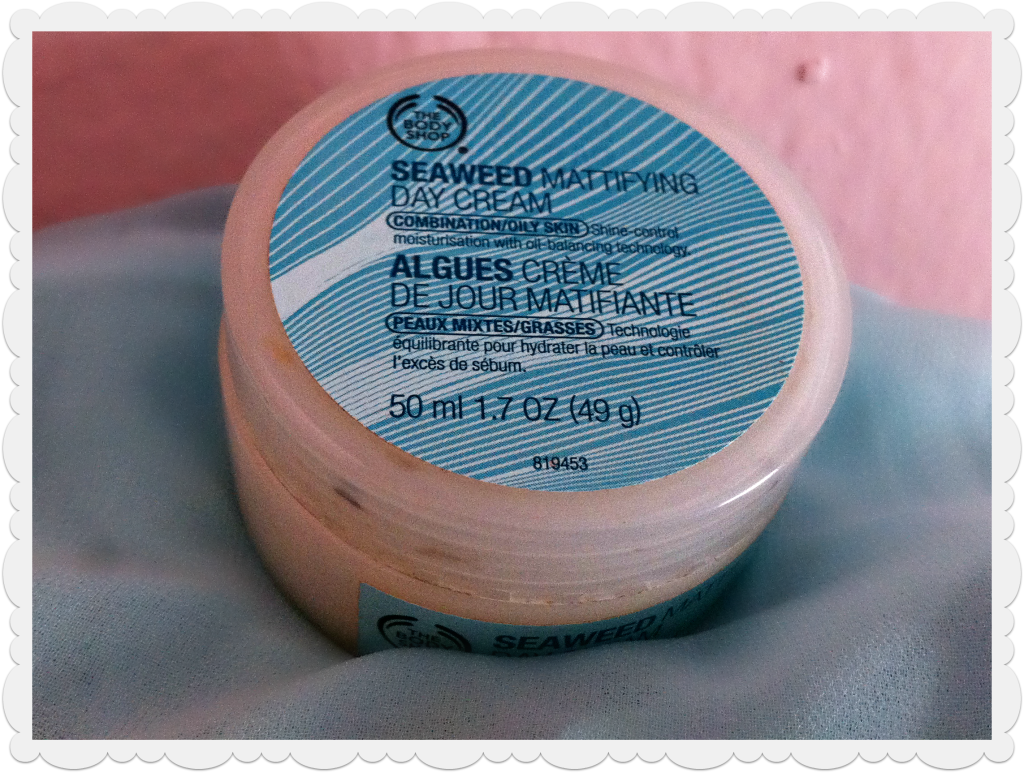 THE
BODY
SHOP
SEAWEED MATTIFYING
DAY CREAM
COMBINATION/OILY SKIN Shine-control
moisturisation with oil-balancing technology.
ALGUES CRÈME
DE JOUR MATIFIANTE
PEAUX MIXTES/GRASSES Technologie
équilibrante pour hydrater la peau et contrôler
l'excès de sébum.
50 ml 1.7 OZ (49 g)
819453
THE
BODY
SEAWEED